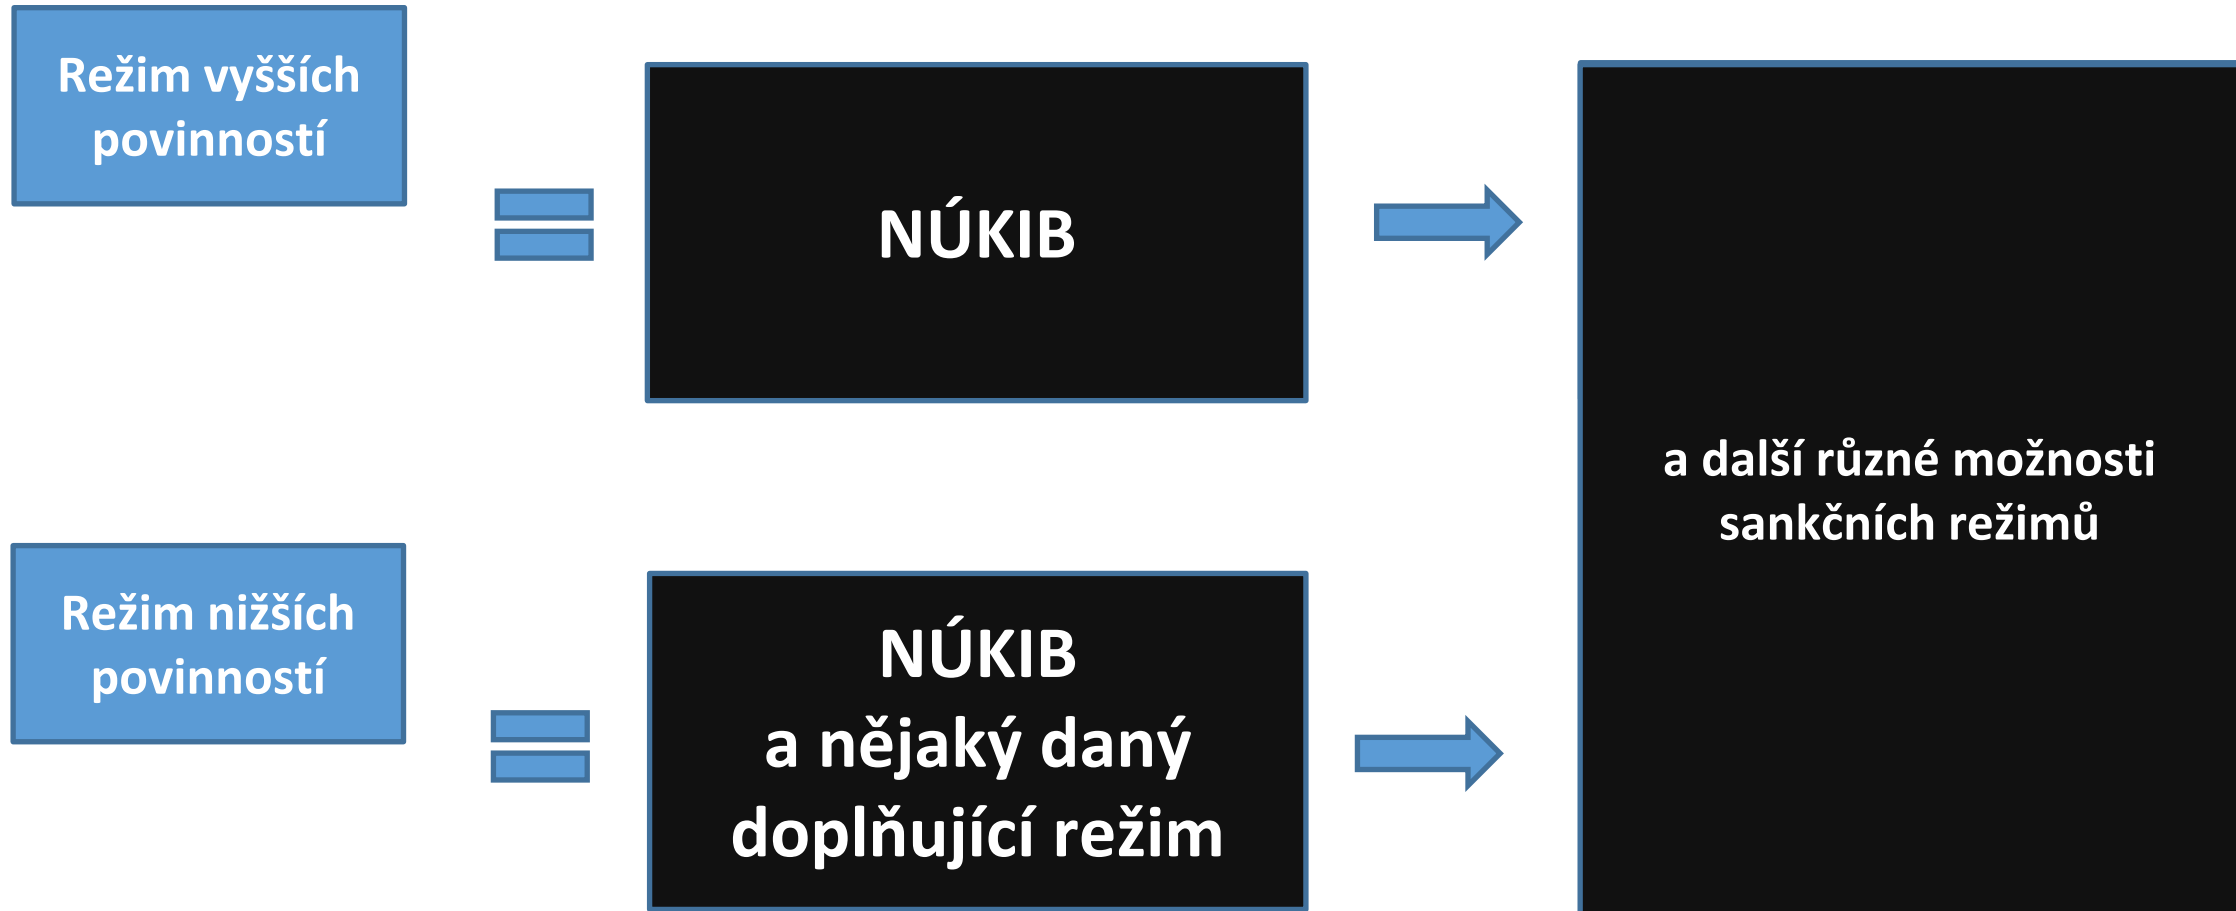 Režim vyšších
povinností
NÚKIB
a další různé možnosti
sankčních režimů
Režim nižších
povinností
NÚKIB
a nějaký daný
doplňující režim